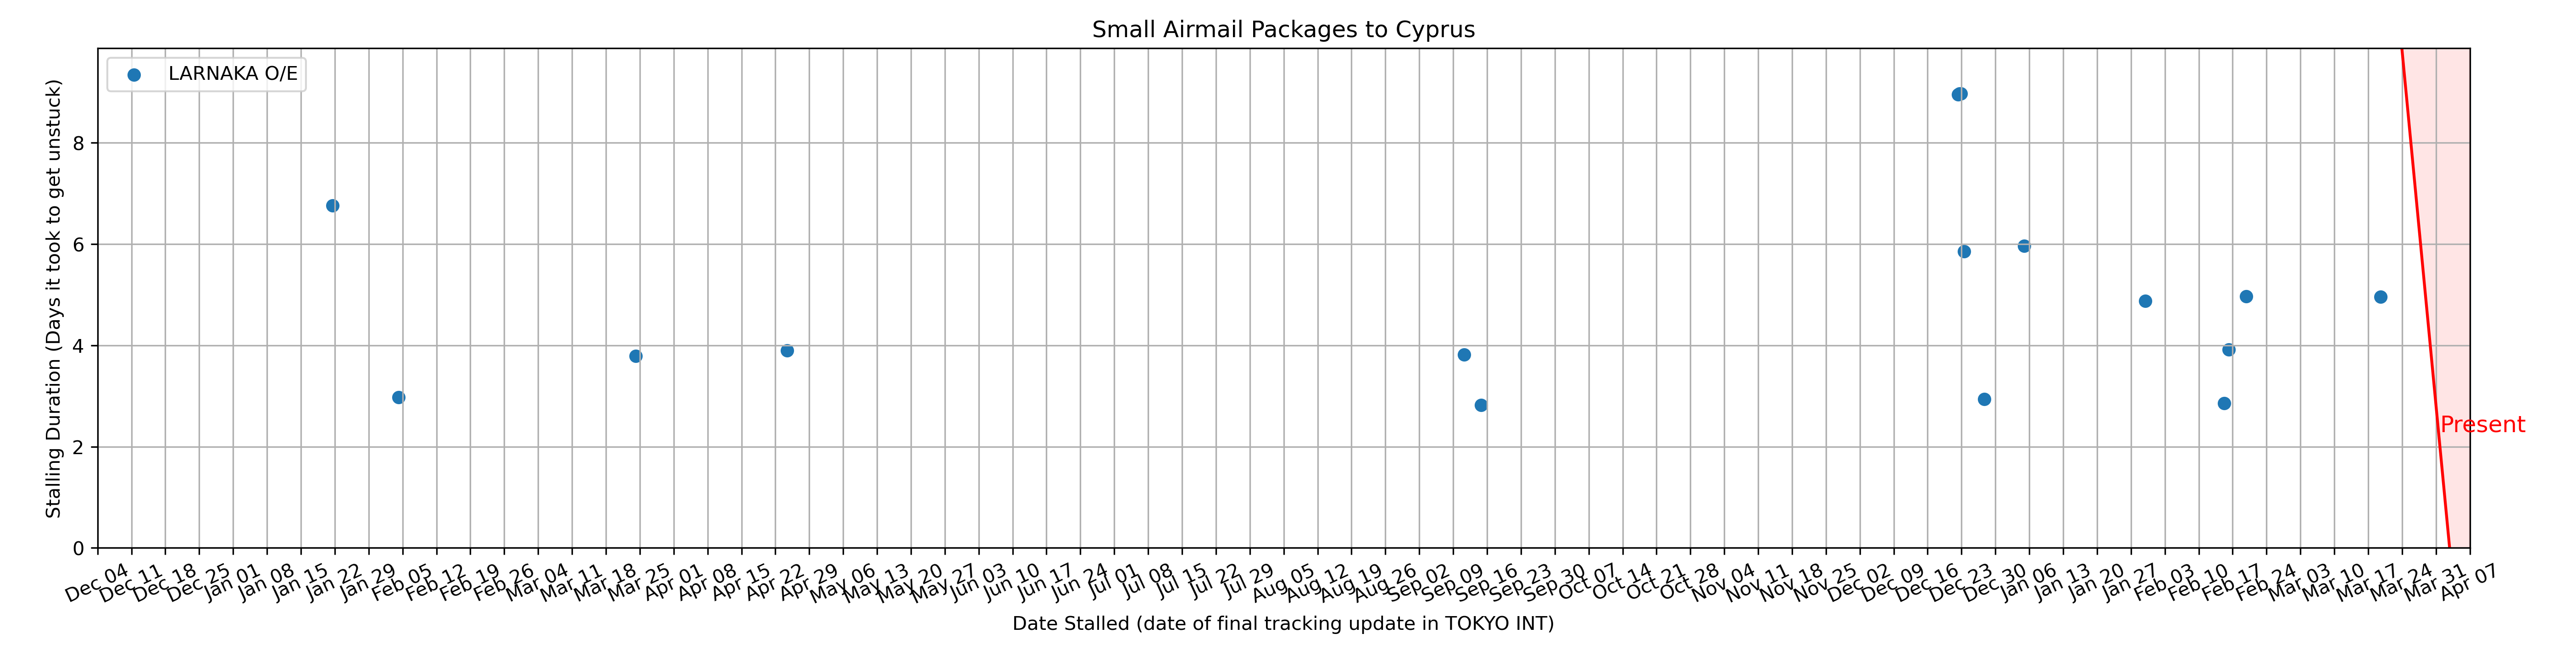 Small Airmail Packages to Cyprus
LARNAKA O/E
Stalling Duration (Days it took to get unstuck)
8
6
4
2
0
Present
Dec 04
Dec 11
Dec 18
Dec 25
Jan 01
Jan 08
Jan 15
Jan 22
Jan 29
Feb 05
Feb 12
Feb 19
Feb 26
Mar 04
Mar 11
Mar 18
Mar 25
Apr 01
Apr 08
Apr 15
Apr 22
Apr 29
May 06
May 13
May 20
May 27
Jun 03
Jun 10
Jun 17
Jun 24
Jul 01
Jul 08
Jul 15
Jul 22
Jul 29
Aug 05
Aug 12
Aug 19
Aug 26
Sep 02
Sep 09
Sep 16
Sep 23
Sep 30
Oct 07
Oct 14
Oct 21
Oct 28
Nov 04
Nov 11
Nov 18
Nov 25
Dec 02
Dec 09
Dec 16
Dec 23
Dec 30
Jan 06
Jan 13
Jan 20
Jan 27
Feb 03
Feb 10
Feb 17
Feb 24
Mar 03
Mar 10
Mar 17
Mar 24
Mar 31
Apr 07
Date Stalled (date of final tracking update in TOKYO INT)